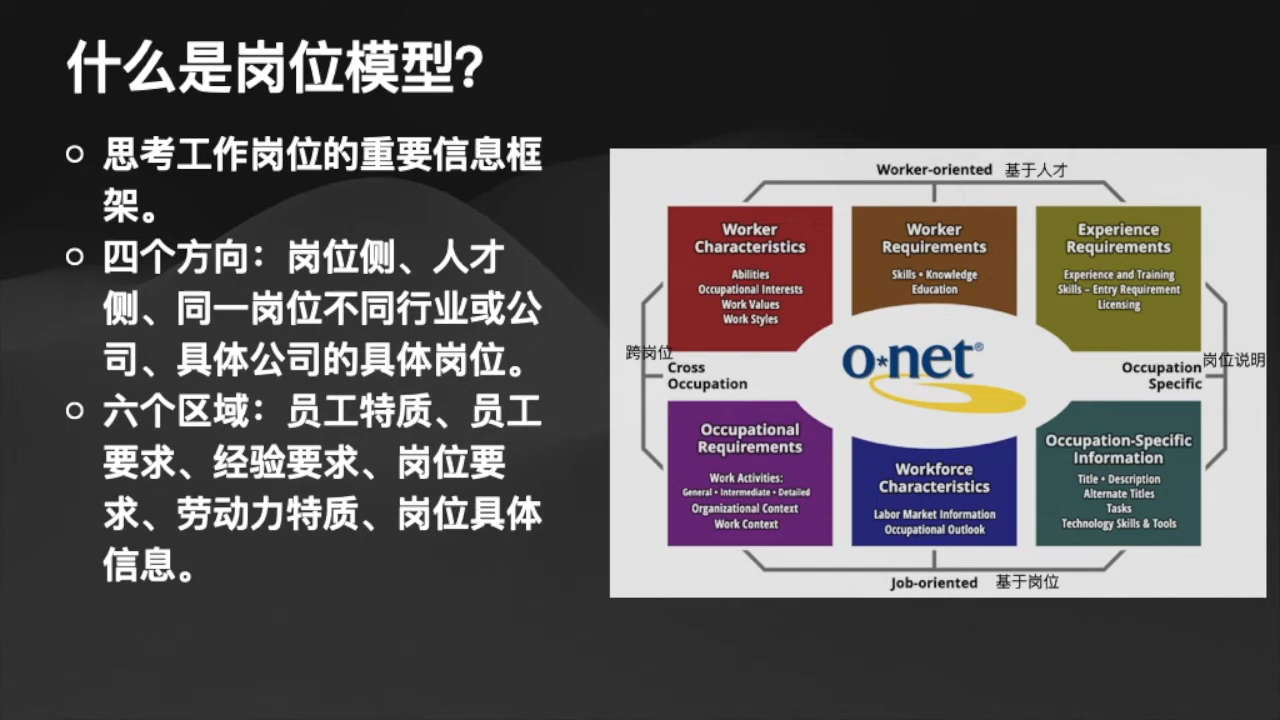 什么是岗位模型?
思考工作岗位的重要信息框
架。
四个方向：岗位侧、人才
侧、同一岗位不同行业或公
司、具体公司的具体岗位。
六个区域：员工特质、员工
要求、经验要求、岗位要
求、劳动力特质、岗位具体
信息。
Worker-oriented 基于人才
Worker
Characteristics
Abilities
Occupational Interests
Work Values
Work Styles
Worker
Requirements
Skills • Knowledge
Education
Experience
Requirements
Experience and Training
Skills – Entry Requirement
Licensing
跨岗位
Cross
Occupation
o*net®
岗位说明
Occupation
Specific
Occupational
Requirements
Work Activities:
General • Intermediate • Detailed
Organizational Context
Work Context
Workforce
Characteristics
Labor Market Information
Occupational Outlook
Occupation-Specific
Information
Title • Description
Alternate Titles
Tasks
Technology Skills & Tools
Job-oriented 基于岗位